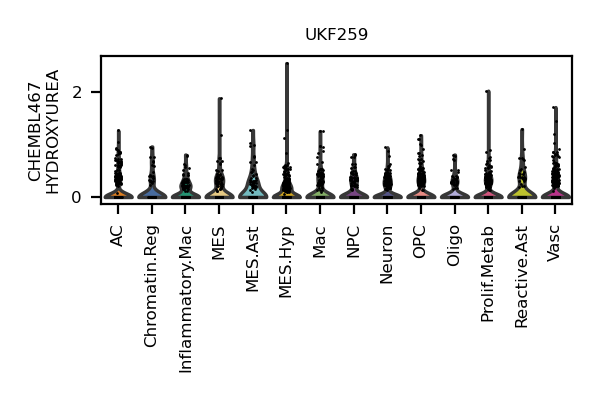 UKF259
CHEMBL467
HYDROXYUREA
2
0
AC
Chromatin.Reg
Inflammatory.Mac
MES
MES.Ast
MES.Hyp
Mac
NPC
Neuron
OPC
Oligo
Prolif.Metab
Reactive.Ast
Vasc